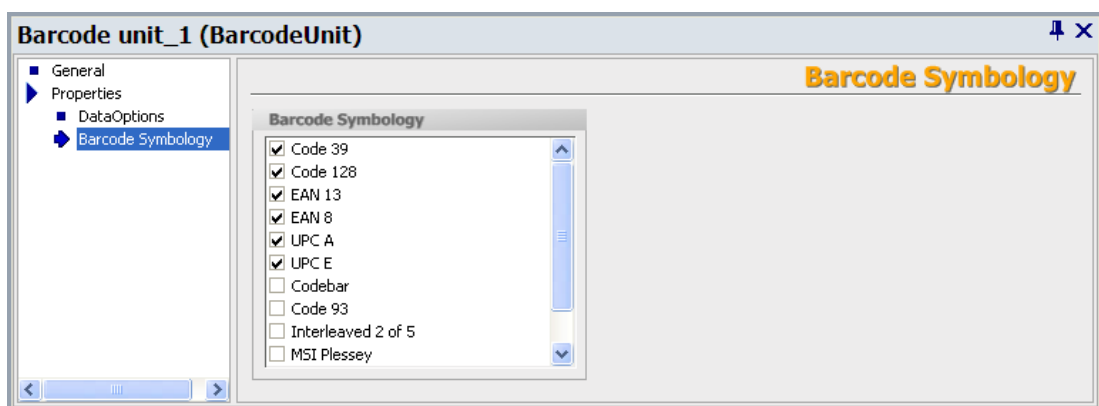 Barcode unit_1 (BarcodeUnit)
General
Properties
DataOptions
Barcode Symbology
Barcode Symbology
Barcode Symbology
Code 39
Code 128
EAN 13
EAN 8
UPC A
UPC E
Codebar
Code 93
Interleaved 2 of 5
MSI Plessey